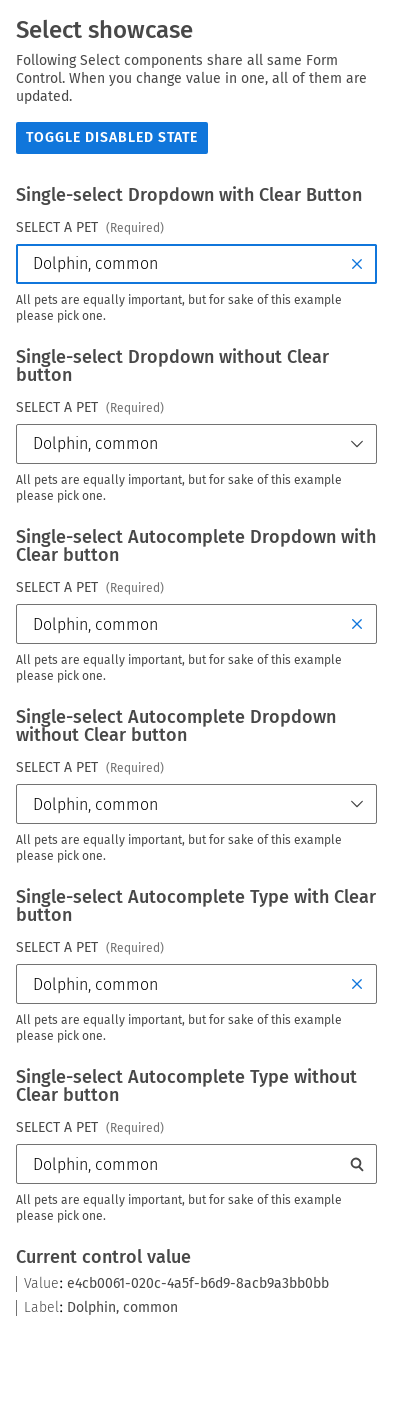 Select showcase
Following Select components share all same Form
Control. When you change value in one, all of them are
updated.
TOGGLE DISABLED STATE
Single-select Dropdown with Clear Button
SELECT A PET (Required)
Dolphin, common
All pets are equally important, but for sake of this example
please pick one.
Single-select Dropdown without Clear
button
SELECT A PET (Required)
Dolphin, common
All pets are equally important, but for sake of this example
please pick one.
Single-select Autocomplete Dropdown with
Clear button
SELECT A PET (Required)
Dolphin, common
All pets are equally important, but for sake of this example
please pick one.
Single-select Autocomplete Dropdown
without Clear button
SELECT A PET (Required)
Dolphin, common
All pets are equally important, but for sake of this example
please pick one.
Single-select Autocomplete Type with Clear
button
SELECT A PET (Required)
Dolphin, common
All pets are equally important, but for sake of this example
please pick one.
Single-select Autocomplete Type without
Clear button
SELECT A PET (Required)
Dolphin, common
All pets are equally important, but for sake of this example
please pick one.
Current control value
Value: e4cb0061-020c-4a5f-b6d9-8acb9a3bb0bb
Label: Dolphin, common